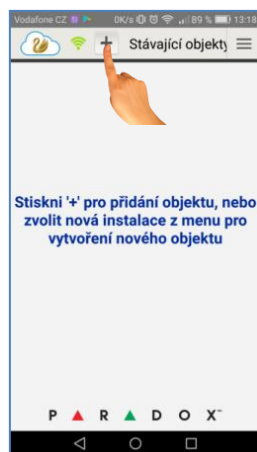 Vodafone CZ 0K/s 89 % 13:18
Stávající objekty
Stiskni '+' pro přidání objektu, nebo
zvolit nová instalace z menu pro
vytvoření nového objektu
PARADOX™